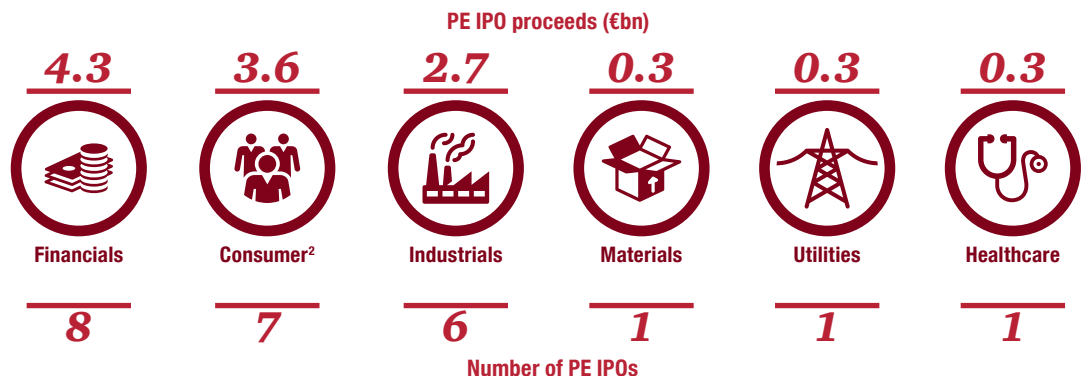 PE IPO proceeds (€bn)
4.3 3.6 2.7 0.3 0.3 0.3
Financials Consumer² Industrials Materials Utilities Healthcare
8 7 6 1 1 1
Number of PE IPOs